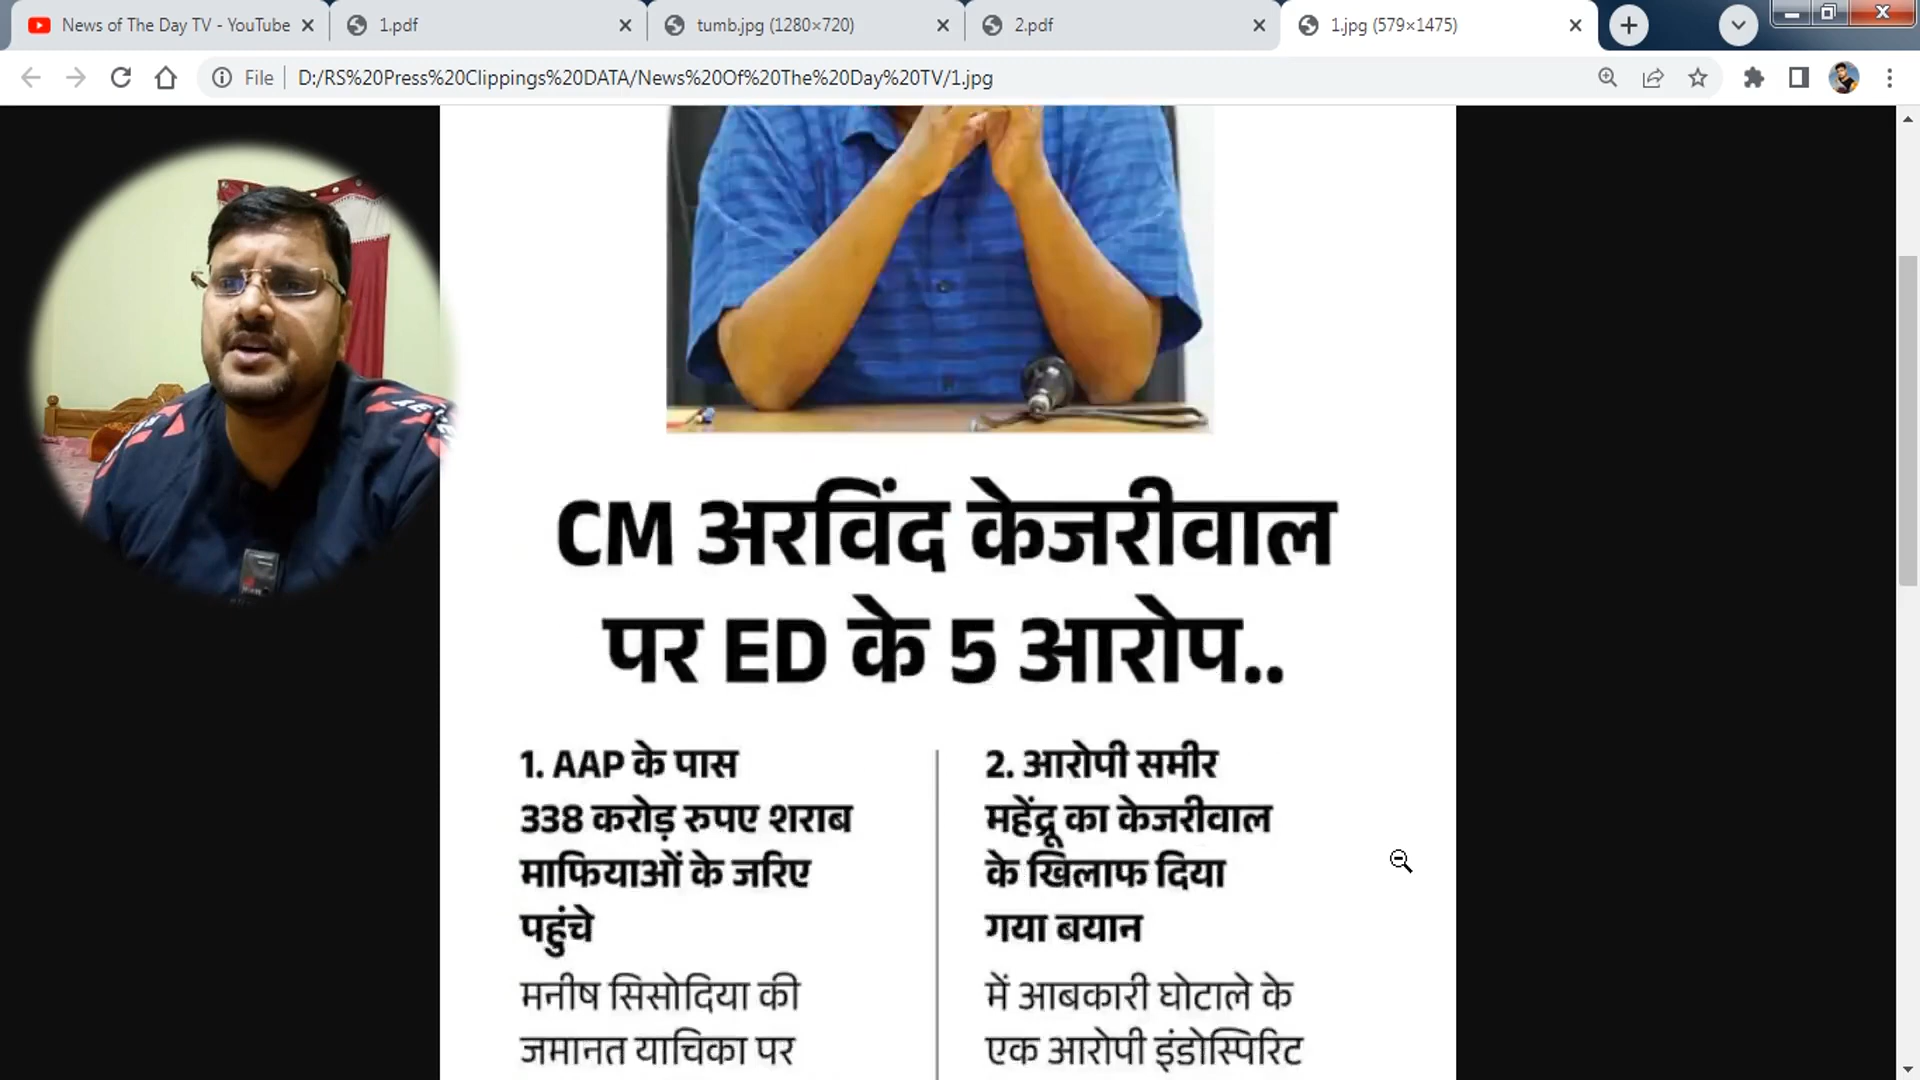 News of The Day TV - YouTube
1.pdf
tumb.jpg (1280×720)
2.pdf
1.jpg (579×1475)
File
D:/RS%20Press%20Clippings%20DATA/News%20Of%20The%20Day%20TV/1.jpg
CM अरविंद केजरीवाल
पर ED के 5 आरोप..
1. AAP के पास
338 करोड़ रुपए शराब
माफियाओं के जरिए
पहुंचे
मनीष सिसोदिया की
जमानत याचिका पर
2. आरोपी समीर
महेंद्रू का केजरीवाल
के खिलाफ दिया
गया बयान
में आबकारी घोटाले के
एक आरोपी इंडोस्पिरिट